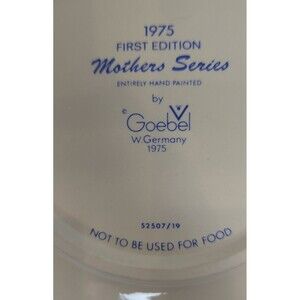 1975
FIRST EDITION
Mothers Series
ENTIRELY HAND PAINTED
by
© Goebel
W. Germany
1975
52507/19
NOT TO BE USED FOR FOOD